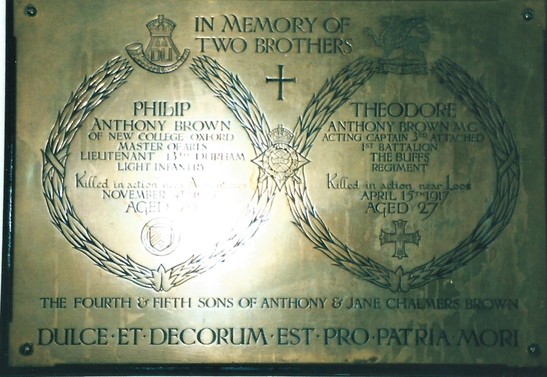 IN MEMORY OF
TWO BROTHERS
PHILIP
ANTHONY BROWN
OF NEW COLLEGE OXFORD
MASTER OF ARTS
LIEUTENANT 13TH DURHAM
LIGHT INFANTRY
Killed in action near
NOVEMBER
AGED
THEODORE
ANTHONY BROWN M.C.
ACTING CAPTAIN 3RD ATTACHED
1ST BATTALION
THE BUFFS
REGIMENT
Killed in action near Loos
APRIL 15TH 1917
AGED 27
THE FOURTH & FIFTH SONS OF ANTHONY & JANE CHALMERS BROWN
DULCE·ET·DECORUM·EST·PRO·PATRIA·MORI